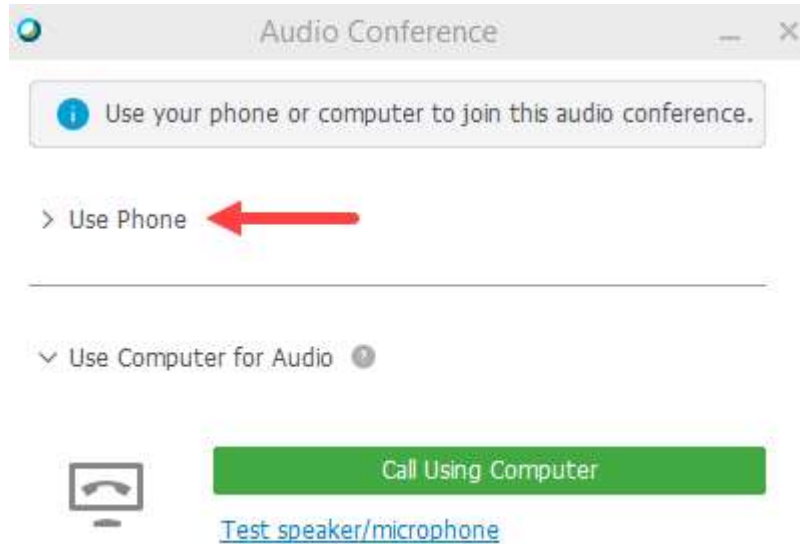 Audio Conference
Use your phone or computer to join this audio conference.
Use Phone
Use Computer for Audio
Call Using Computer
Test speaker/microphone